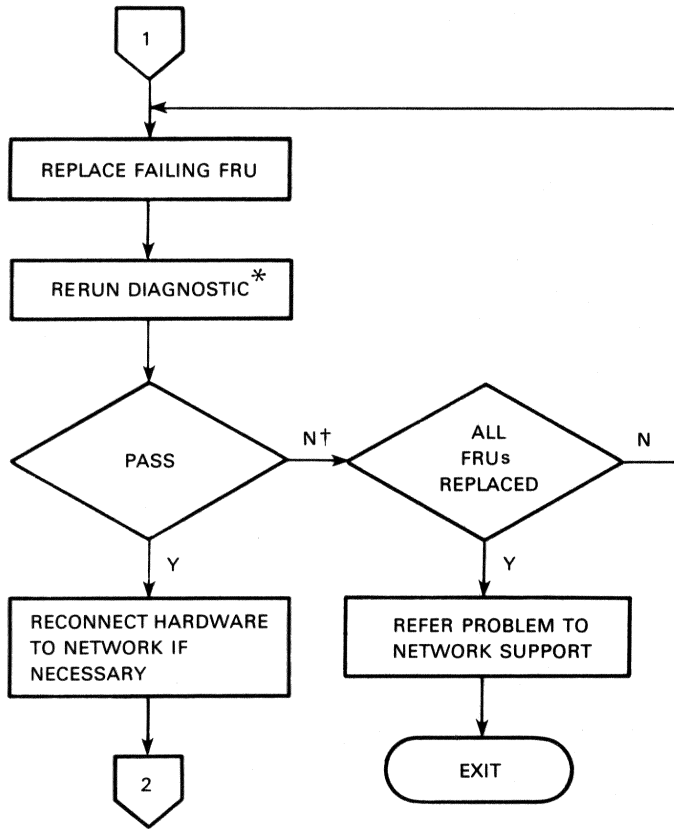 1
REPLACE FAILING FRU
RERUN DIAGNOSTIC*
PASS
N†
ALL
FRUs
REPLACED
N
Y
Y
RECONNECT HARDWARE
TO NETWORK IF
NECESSARY
REFER PROBLEM TO
NETWORK SUPPORT
2
EXIT